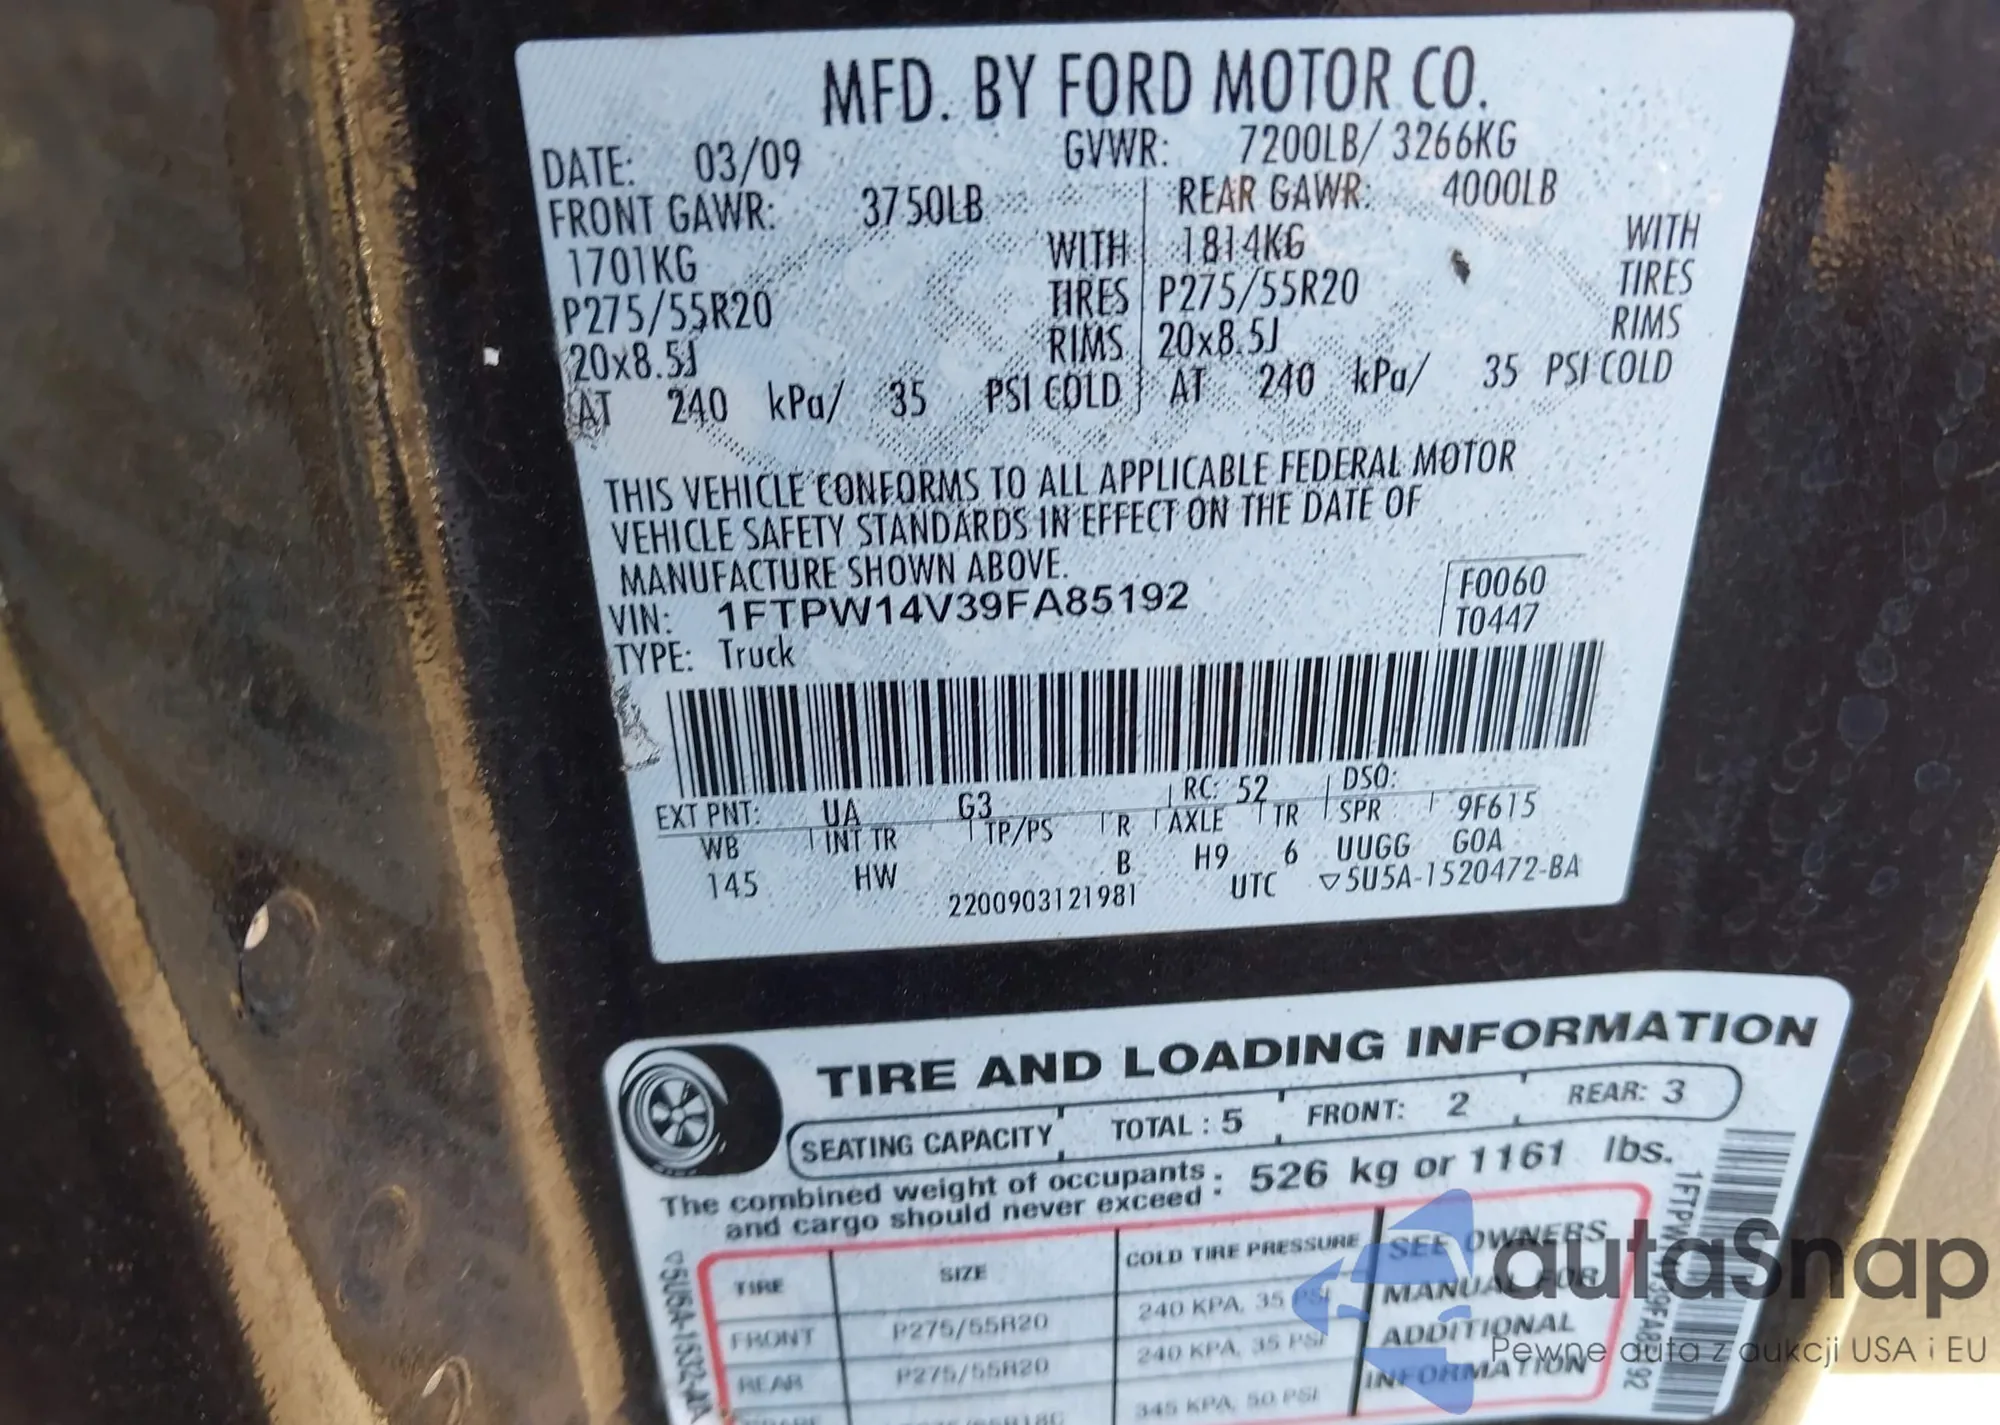 MFD. BY FORD MOTOR CO.
DATE: 03/09 GVWR: 7200LB/ 3266KG
FRONT GAWR: 3750LB REAR GAWR: 4000LB
1701KG WITH 1814KG WITH
P275/55R20 TIRES P275/55R20 TIRES
20x8.5J RIMS 20x8.5J RIMS
AT 240 kPa/ 35 PSI COLD AT 240 kPa/ 35 PSI COLD
THIS VEHICLE CONFORMS TO ALL APPLICABLE FEDERAL MOTOR
VEHICLE SAFETY STANDARDS IN EFFECT ON THE DATE OF
MANUFACTURE SHOWN ABOVE.
VIN: 1FTPW14V39FA85192 F0060
TYPE: Truck T0447
EXT PNT: UA G3 RC: 52 DSO:
WB INT TR TP/PS R AXLE TR SPR 9F615
145 HW B H9 6 UUGG GOA
2200903121981 UTC ▽5U5A-1520472-BA
TIRE AND LOADING INFORMATION
SEATING CAPACITY TOTAL : 5 FRONT: 2 REAR: 3
The combined weight of occupants : 526 kg or 1161 lbs.
and cargo should never exceed :
TIRE SIZE COLD TIRE PRESSURE SEE OWNERS
FRONT P275/55R20 240 KPA, 35 PSI MANUAL FOR
REAR P275/55R20 240 KPA, 35 PSI ADDITIONAL
345 KPA, 50 PSI INFORMATION
autaSnap
Pewne auta z aukcji USA i EU